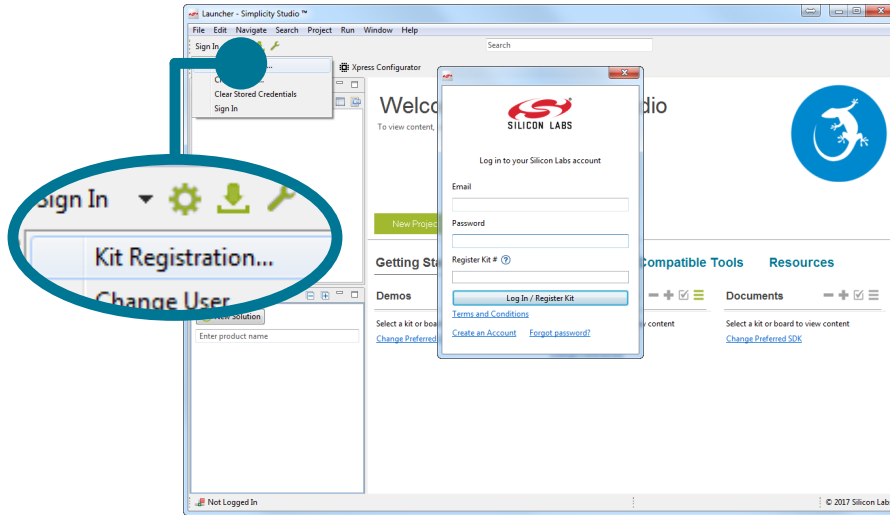 Launcher - Simplicity Studio ™
File Edit Navigate Search Project Run Window Help
Sign In
Search
Xpress Configurator
Clear Stored Credentials
Sign In
Welco
dio
To view content,
SILICON LABS
Log in to your Silicon Labs account
Email
Password
Register Kit #
Log In / Register Kit
Terms and Conditions
Create an Account Forgot password?
Sign In
Kit Registration...
Change User
New Projec
Getting Sta
Compatible Tools
Resources
Demos
Documents
Select a kit or boa
v content
Select a kit or board to view content
Change Preferred
Change Preferred SDK
New Solution
Enter product name
Not Logged In
© 2017 Silicon Labs